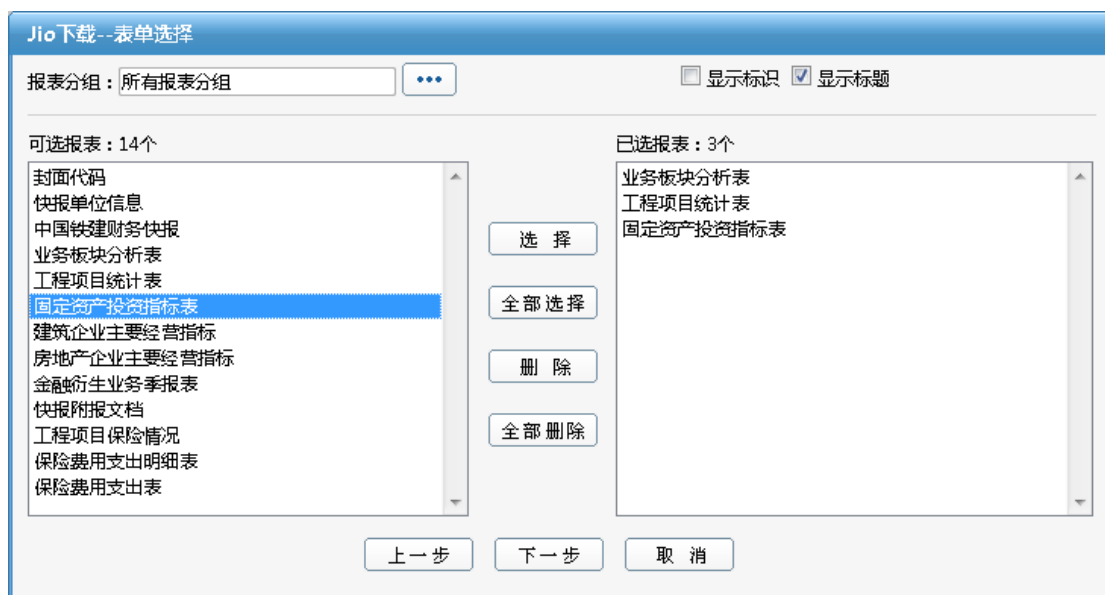 Jio下载--表单选择
报表分组：所有报表分组 ••• 显示标识 显示标题
可选报表：14个
封面代码
快报单位信息
中国铁建财务快报
业务板块分析表
工程项目统计表
固定资产投资指标表
建筑企业主要经营指标
房地产企业主要经营指标
金融衍生业务季报表
快报附报文档
工程项目保险情况
保险费用支出明细表
保险费用支出表
选 择
全部选择
删 除
全部删除
已选报表：3个
业务板块分析表
工程项目统计表
固定资产投资指标表
上一步 下一步 取 消